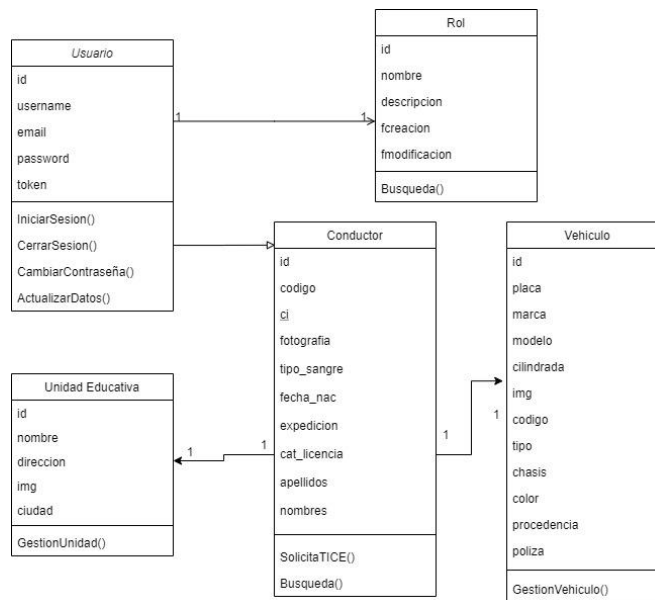 Usuario
id
username
email
password
token
IniciarSesion()
CerrarSesion()
CambiarContraseña()
ActualizarDatos()
1
1
Rol
id
nombre
descripcion
fcreacion
fmodificacion
Busqueda()
Unidad Educativa
id
nombre
direccion
img
ciudad
GestionUnidad()
1
1
Conductor
id
codigo
ci
fotografia
tipo_sangre
fecha_nac
expedicion
cat_licencia
apellidos
nombres
SolicitaTICE()
Busqueda()
1
1
Vehiculo
id
placa
marca
modelo
cilindrada
img
codigo
tipo
chasis
color
procedencia
poliza
GestionVehiculo()